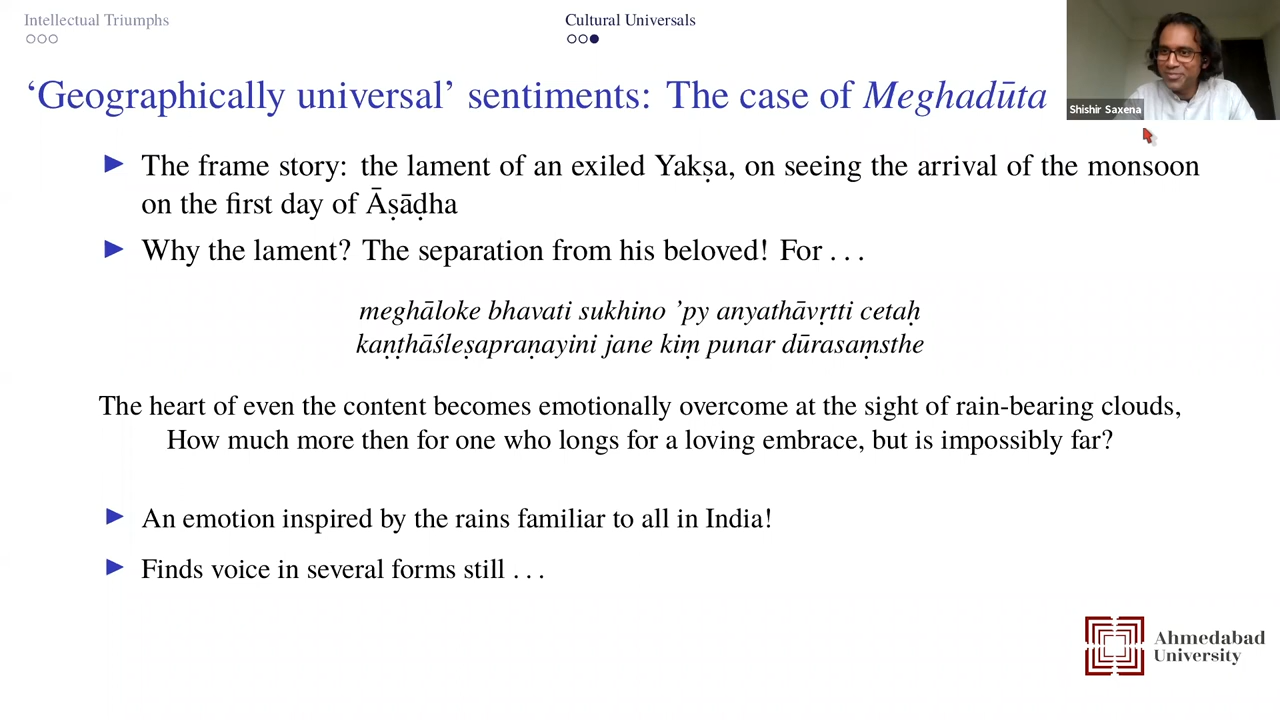 Intellectual Triumphs
Cultural Universals
‘Geographically universal’ sentiments: The case of Meghadūta
Shishir Saxena
The frame story: the lament of an exiled Yakṣa, on seeing the arrival of the monsoon
on the first day of Āṣāḍha
Why the lament? The separation from his beloved! For . . .
meghāloke bhavati sukhino ’py anyathāvṛtti cetaḥ
kaṇṭhāśleṣapraṇayini jane kiṃ punar dūrasaṃsthe
The heart of even the content becomes emotionally overcome at the sight of rain-bearing clouds,
How much more then for one who longs for a loving embrace, but is impossibly far?
An emotion inspired by the rains familiar to all in India!
Finds voice in several forms still . . .
Ahmedabad
University